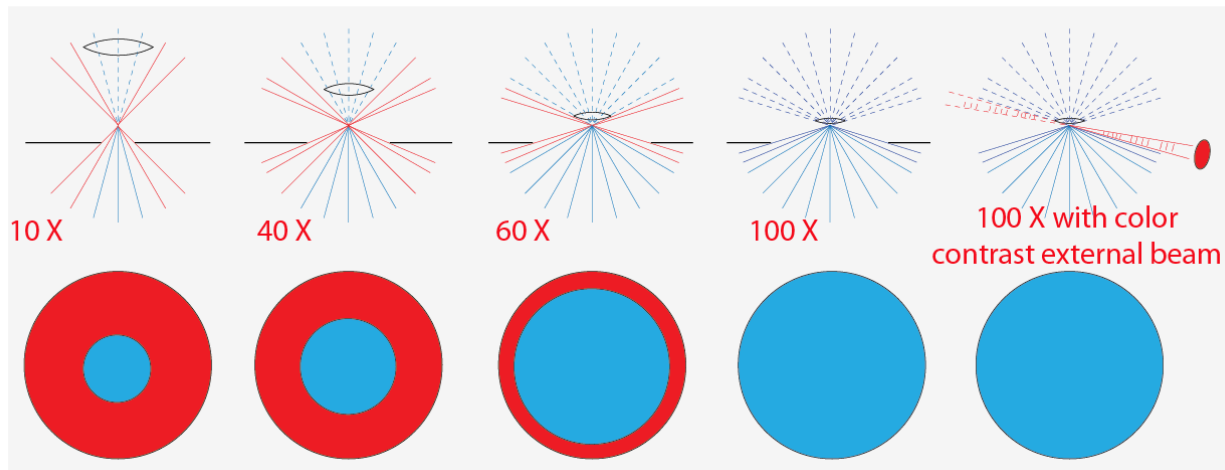 10 X
40 X
60 X
100 X
100 X with color
contrast external beam